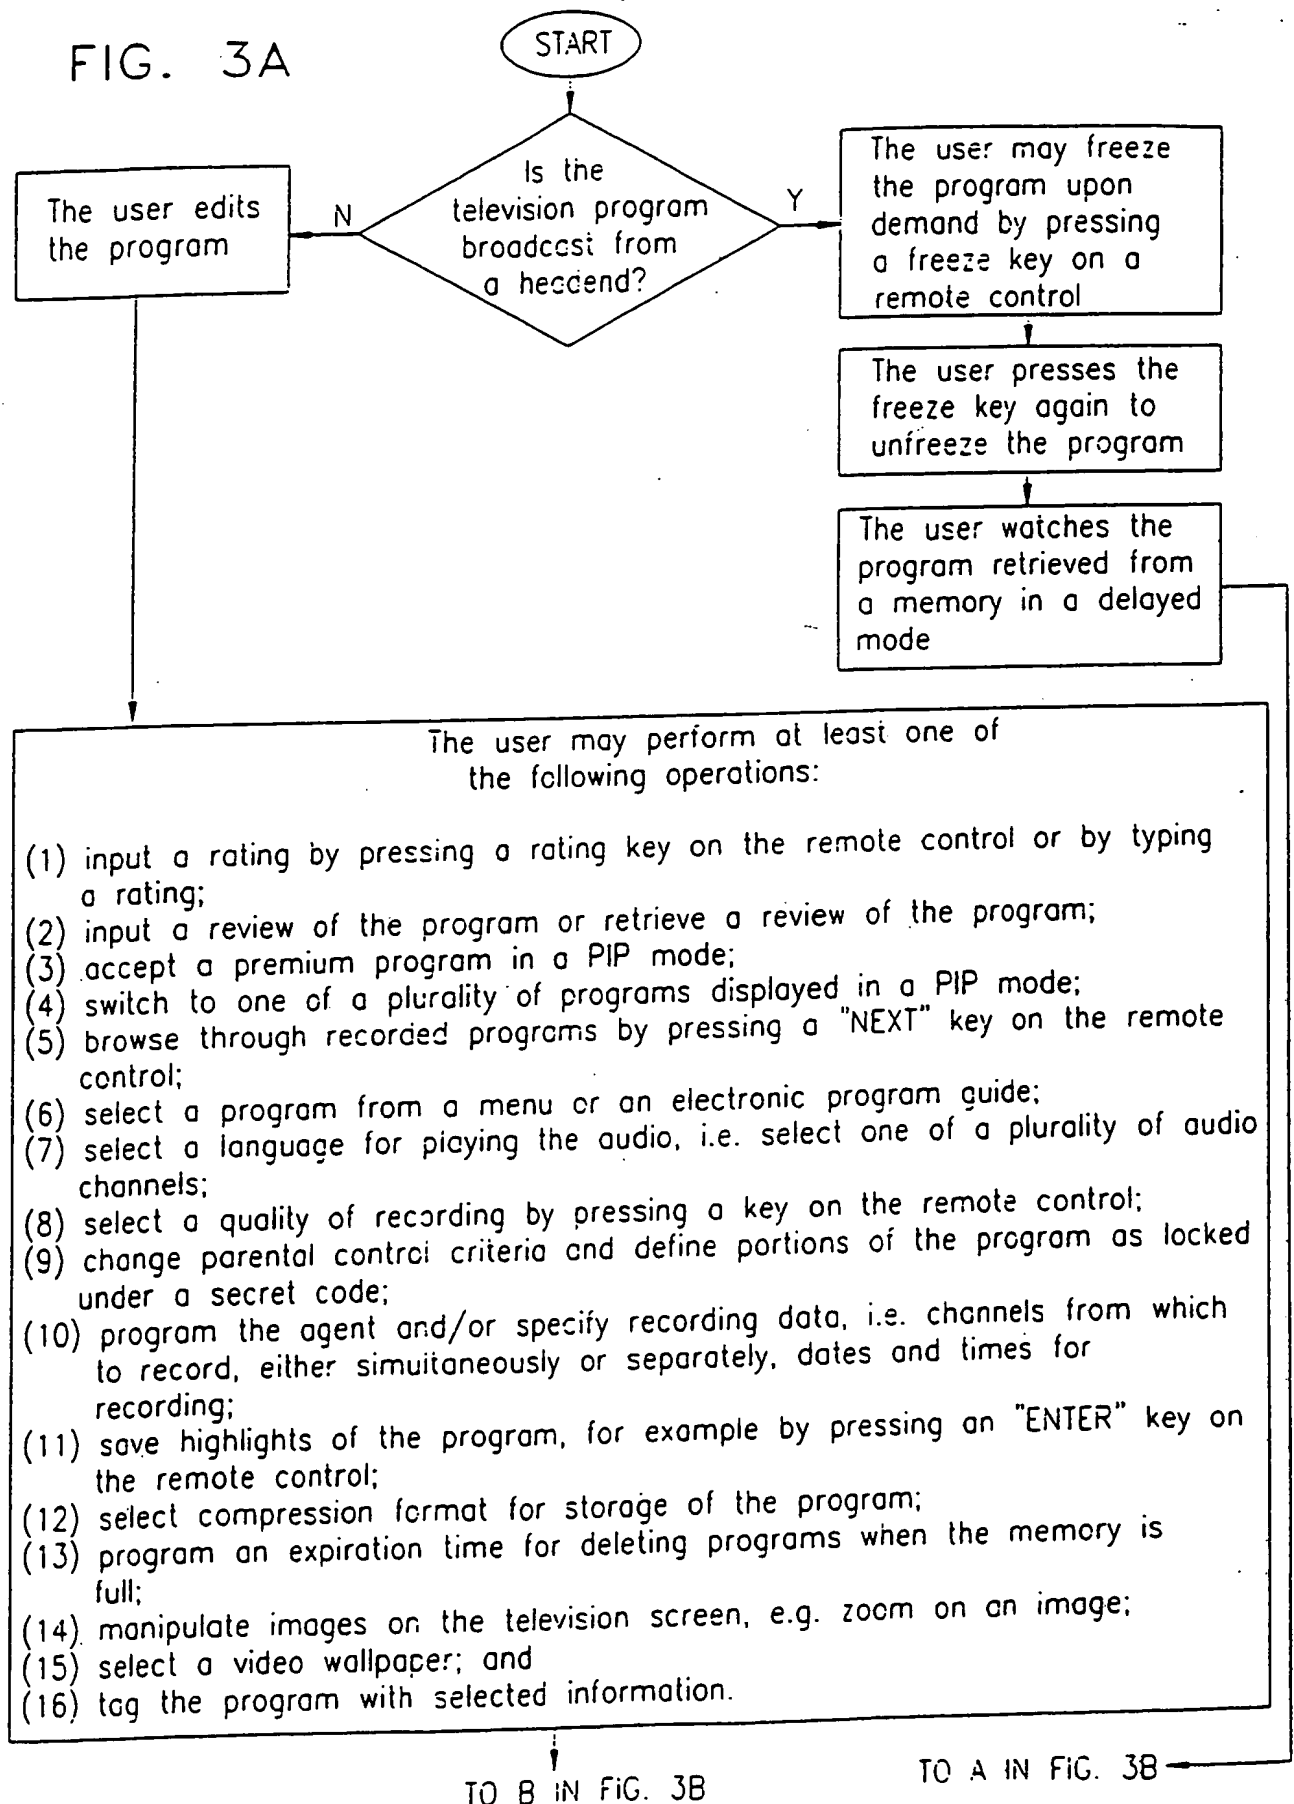 FIG. 3A
START
Is the
television program
broadcast from
a headend?
N
Y
The user edits
the program
The user may freeze
the program upon
demand by pressing
a freeze key on a
remote control
The user presses the
freeze key again to
unfreeze the program
The user watches the
program retrieved from
a memory in a delayed
mode
The user may perform at least one of
the following operations:
(1) input a rating by pressing a rating key on the remote control or by typing
a rating;
(2) input a review of the program or retrieve a review of the program;
(3) accept a premium program in a PIP mode;
(4) switch to one of a plurality of programs displayed in a PIP mode;
(5) browse through recorded programs by pressing a "NEXT" key on the remote
control;
(6) select a program from a menu or an electronic program guide;
(7) select a language for playing the audio, i.e. select one of a plurality of audio
channels;
(8) select a quality of recording by pressing a key on the remote control;
(9) change parental control criteria and define portions of the program as locked
under a secret code;
(10) program the agent and/or specify recording data, i.e. channels from which
to record, either simultaneously or separately, dates and times for
recording;
(11) save highlights of the program, for example by pressing an "ENTER" key on
the remote control;
(12) select compression format for storage of the program;
(13) program an expiration time for deleting programs when the memory is
full;
(14) manipulate images on the television screen, e.g. zoom on an image;
(15) select a video wallpaper; and
(16) tag the program with selected information.
TO B IN FIG. 3B
TO A IN FIG. 3B